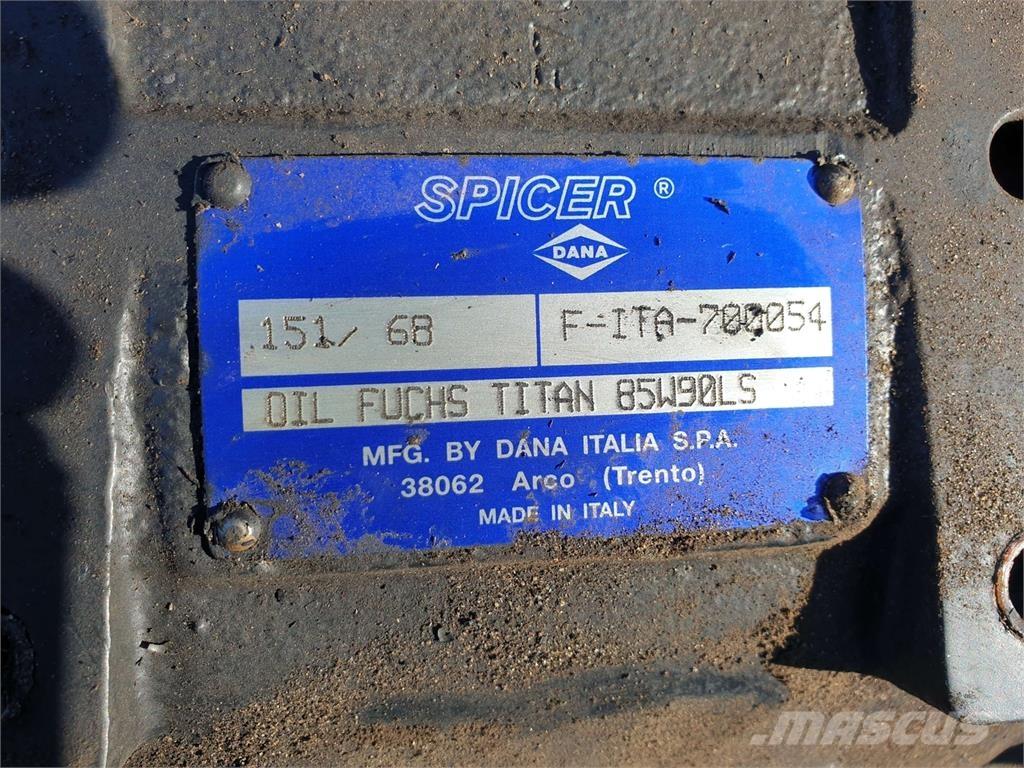 SPICER ®
DANA
151/ 68
F-ITA-700054
OIL FUCHS TITAN 85W90LS
MFG. BY DANA ITALIA S.P.A.
38062 Arco (Trento)
MADE IN ITALY
MASCUS